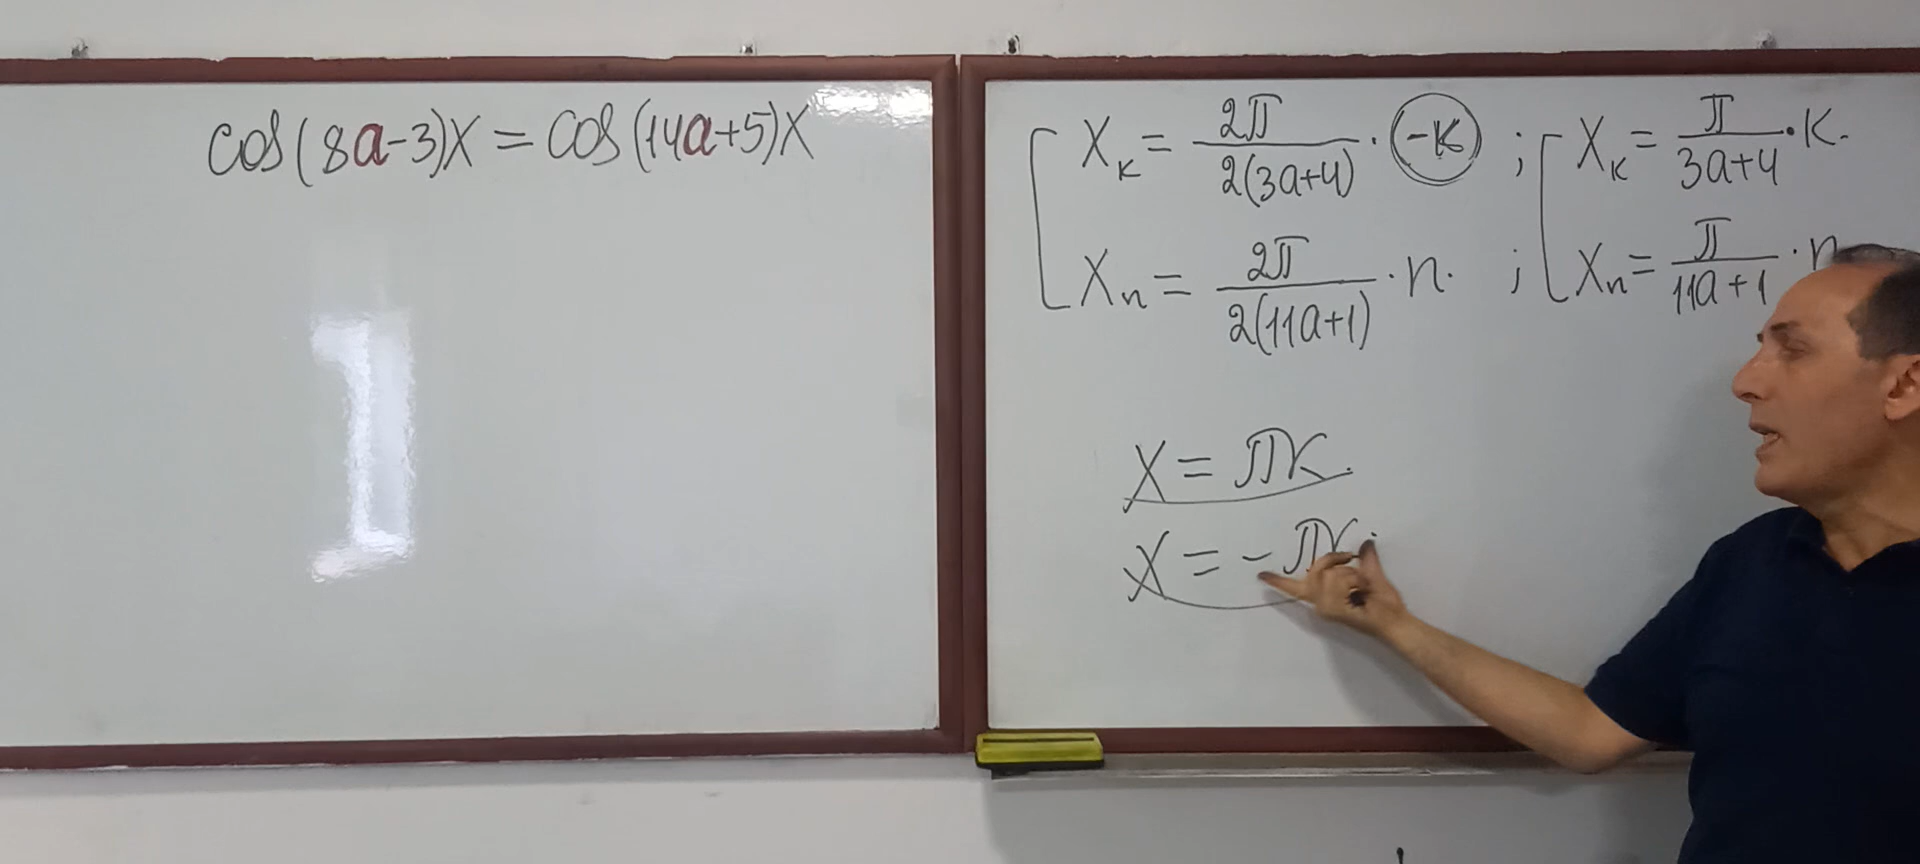 cos(8a-3)x = cos(14a+5)x
x_k = 2π / 2(3a+4) · (-k) ; x_k = π / 3a+4 · k.
x_n = 2π / 2(11a+1) · n. ; x_n = π / 11a+1 · n
x = πk.
x = -πk.